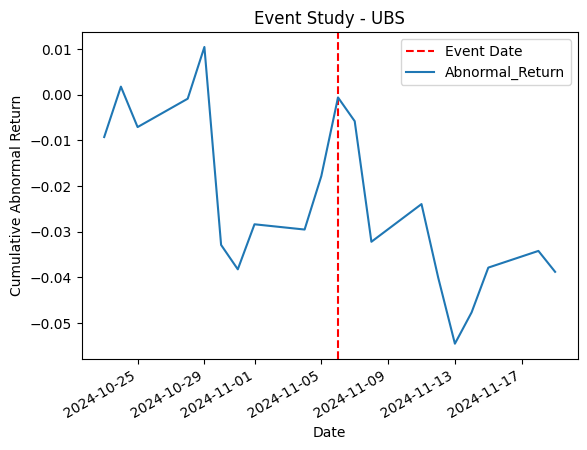 Event Study - UBS
Event Date
Abnormal_Return
Cumulative Abnormal Return
0.01
0.00
−0.01
−0.02
−0.03
−0.04
−0.05
2024-10-25
2024-10-29
2024-11-01
2024-11-05
2024-11-09
2024-11-13
2024-11-17
Date